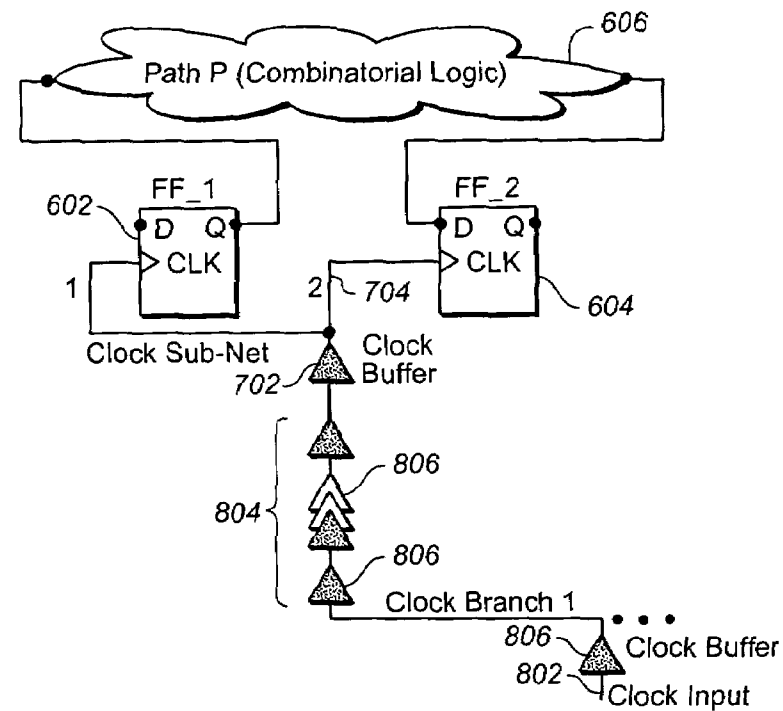 606
Path P (Combinatorial Logic)
FF_1
FF_2
602
D Q
D Q
CLK
CLK
1
2
704
604
Clock Sub-Net
Clock
Buffer
702
806
804
806
Clock Branch 1
• • •
806
Clock Buffer
802
Clock Input